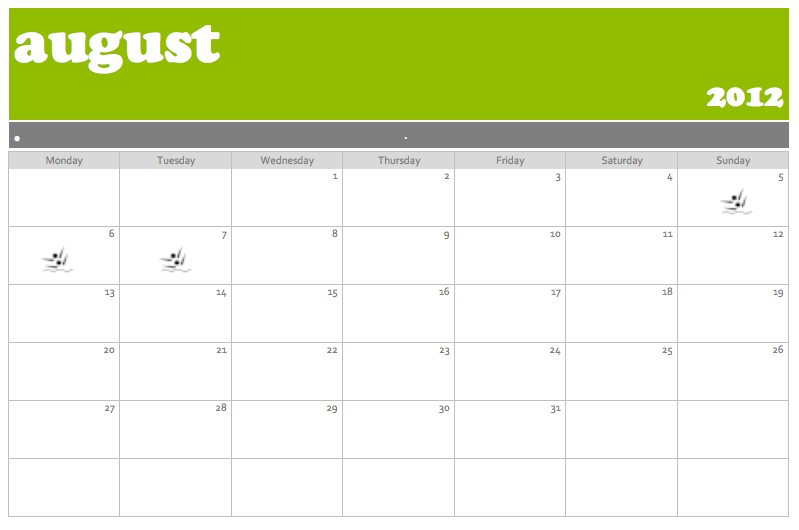 august
2012
Monday Tuesday Wednesday Thursday Friday Saturday Sunday
1 2 3 4 5
6 7 8 9 10 11 12
13 14 15 16 17 18 19
20 21 22 23 24 25 26
27 28 29 30 31